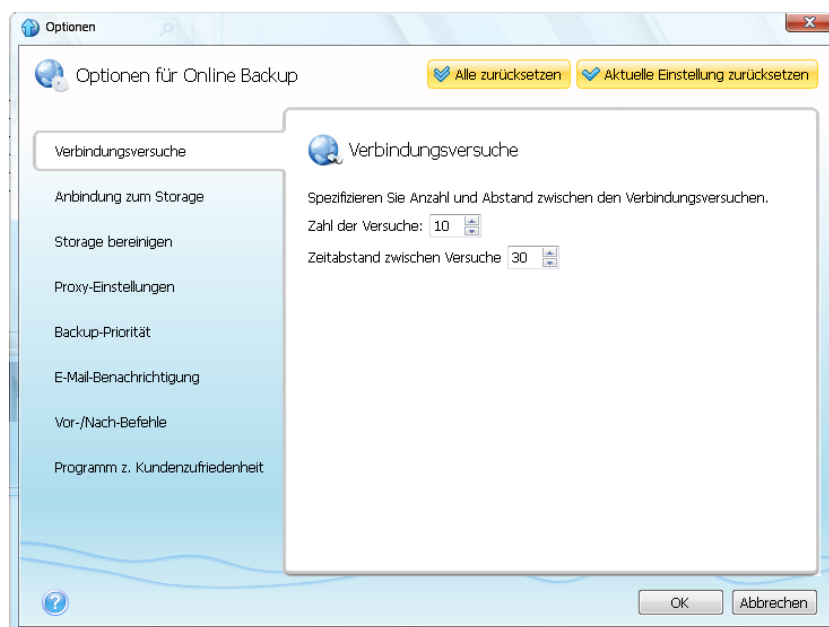 Optionen
Optionen für Online Backup
Alle zurücksetzen
Aktuelle Einstellung zurücksetzen
Verbindungsversuche
Anbindung zum Storage
Storage bereinigen
Proxy-Einstellungen
Backup-Priorität
E-Mail-Benachrichtigung
Vor-/Nach-Befehle
Programm z. Kundenzufriedenheit
Verbindungsversuche
Spezifizieren Sie Anzahl und Abstand zwischen den Verbindungsversuchen.
Zahl der Versuche: 10
Zeitabstand zwischen Versuche 30
OK
Abbrechen